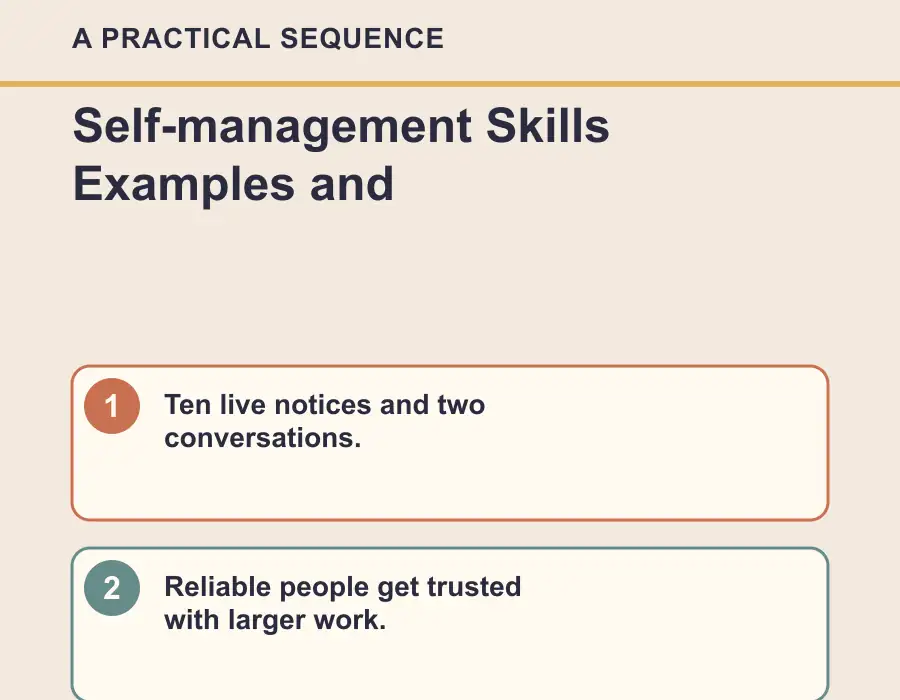 A PRACTICAL SEQUENCE
Self-management Skills
Examples and
1
Ten live notices and two
conversations.
2
Reliable people get trusted
with larger work.